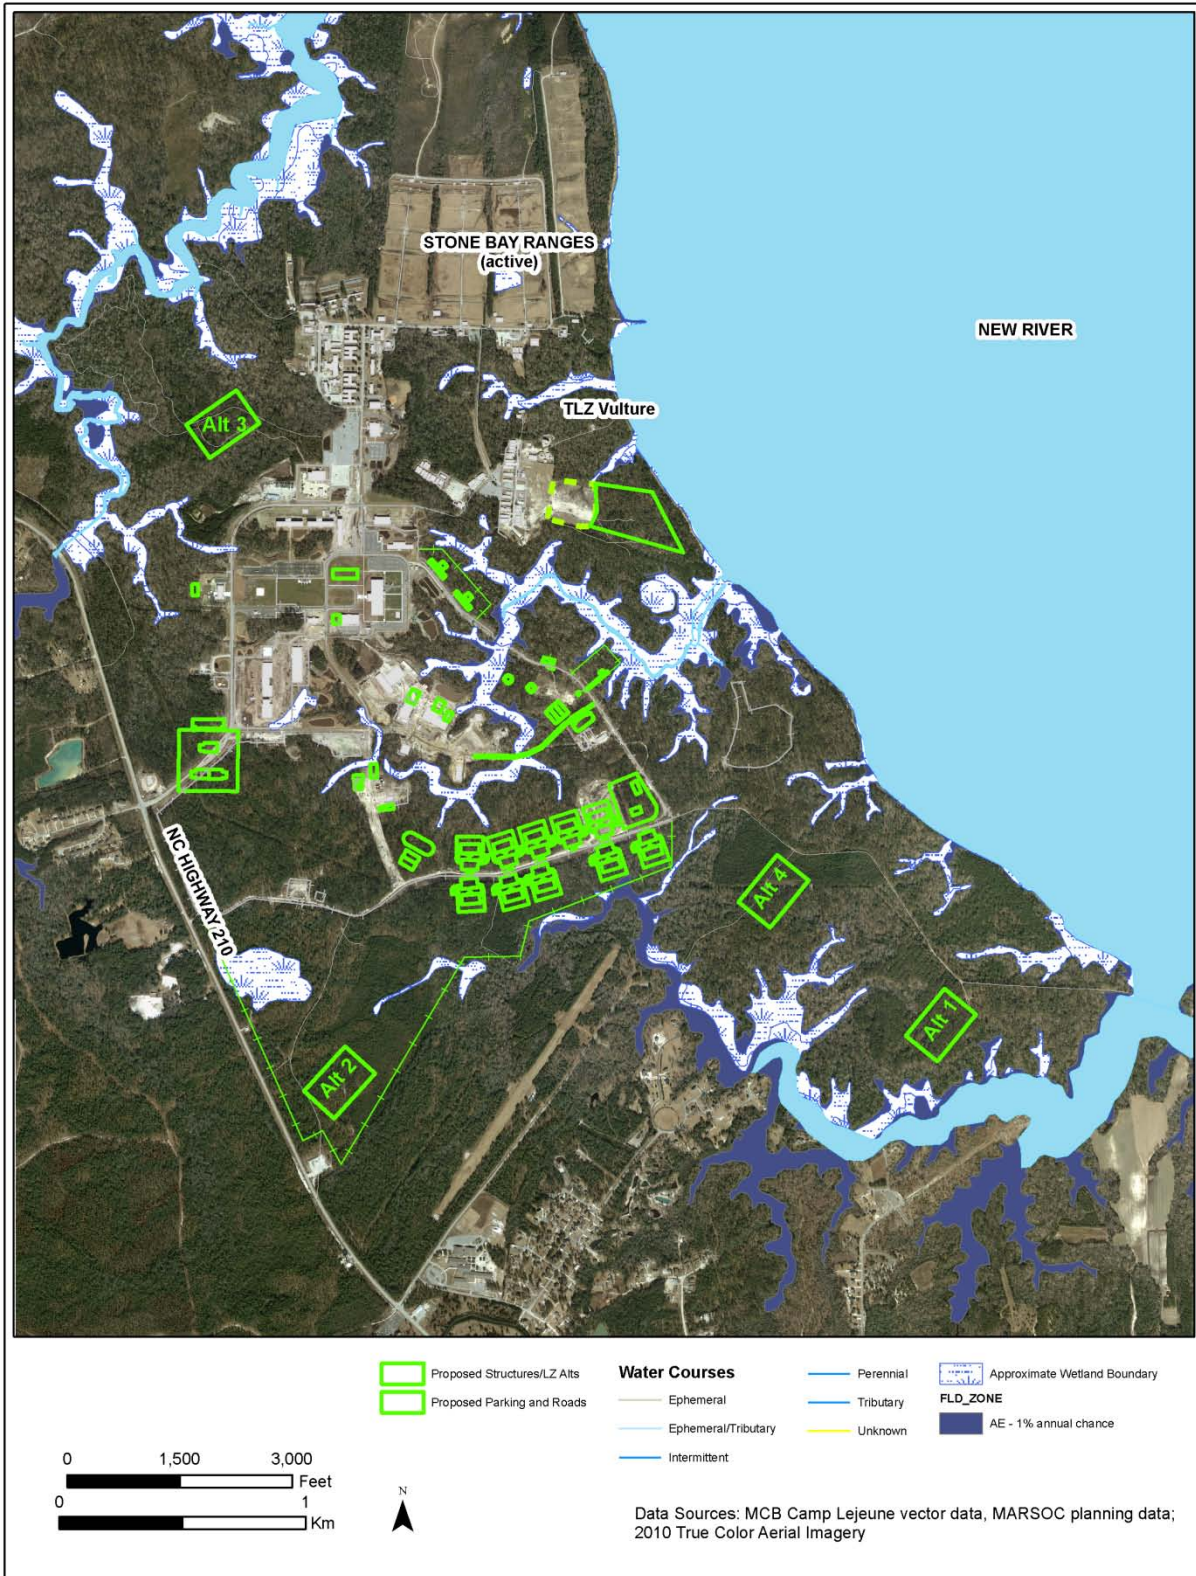 STONE BAY RANGES
(active)
NEW RIVER
TLZ Vulture
Alt 3
NC HIGHWAY 210
Alt 4
Alt 1
Alt 2
Proposed Structures/LZ Alts
Proposed Parking and Roads
Water Courses
Ephemeral
Ephemeral/Tributary
Intermittent
Perennial
Tributary
Unknown
Approximate Wetland Boundary
FLD_ZONE
AE - 1% annual chance
0 1,500 3,000
Feet
0 1
Km
N
Data Sources: MCB Camp Lejeune vector data, MARSOC planning data;
2010 True Color Aerial Imagery